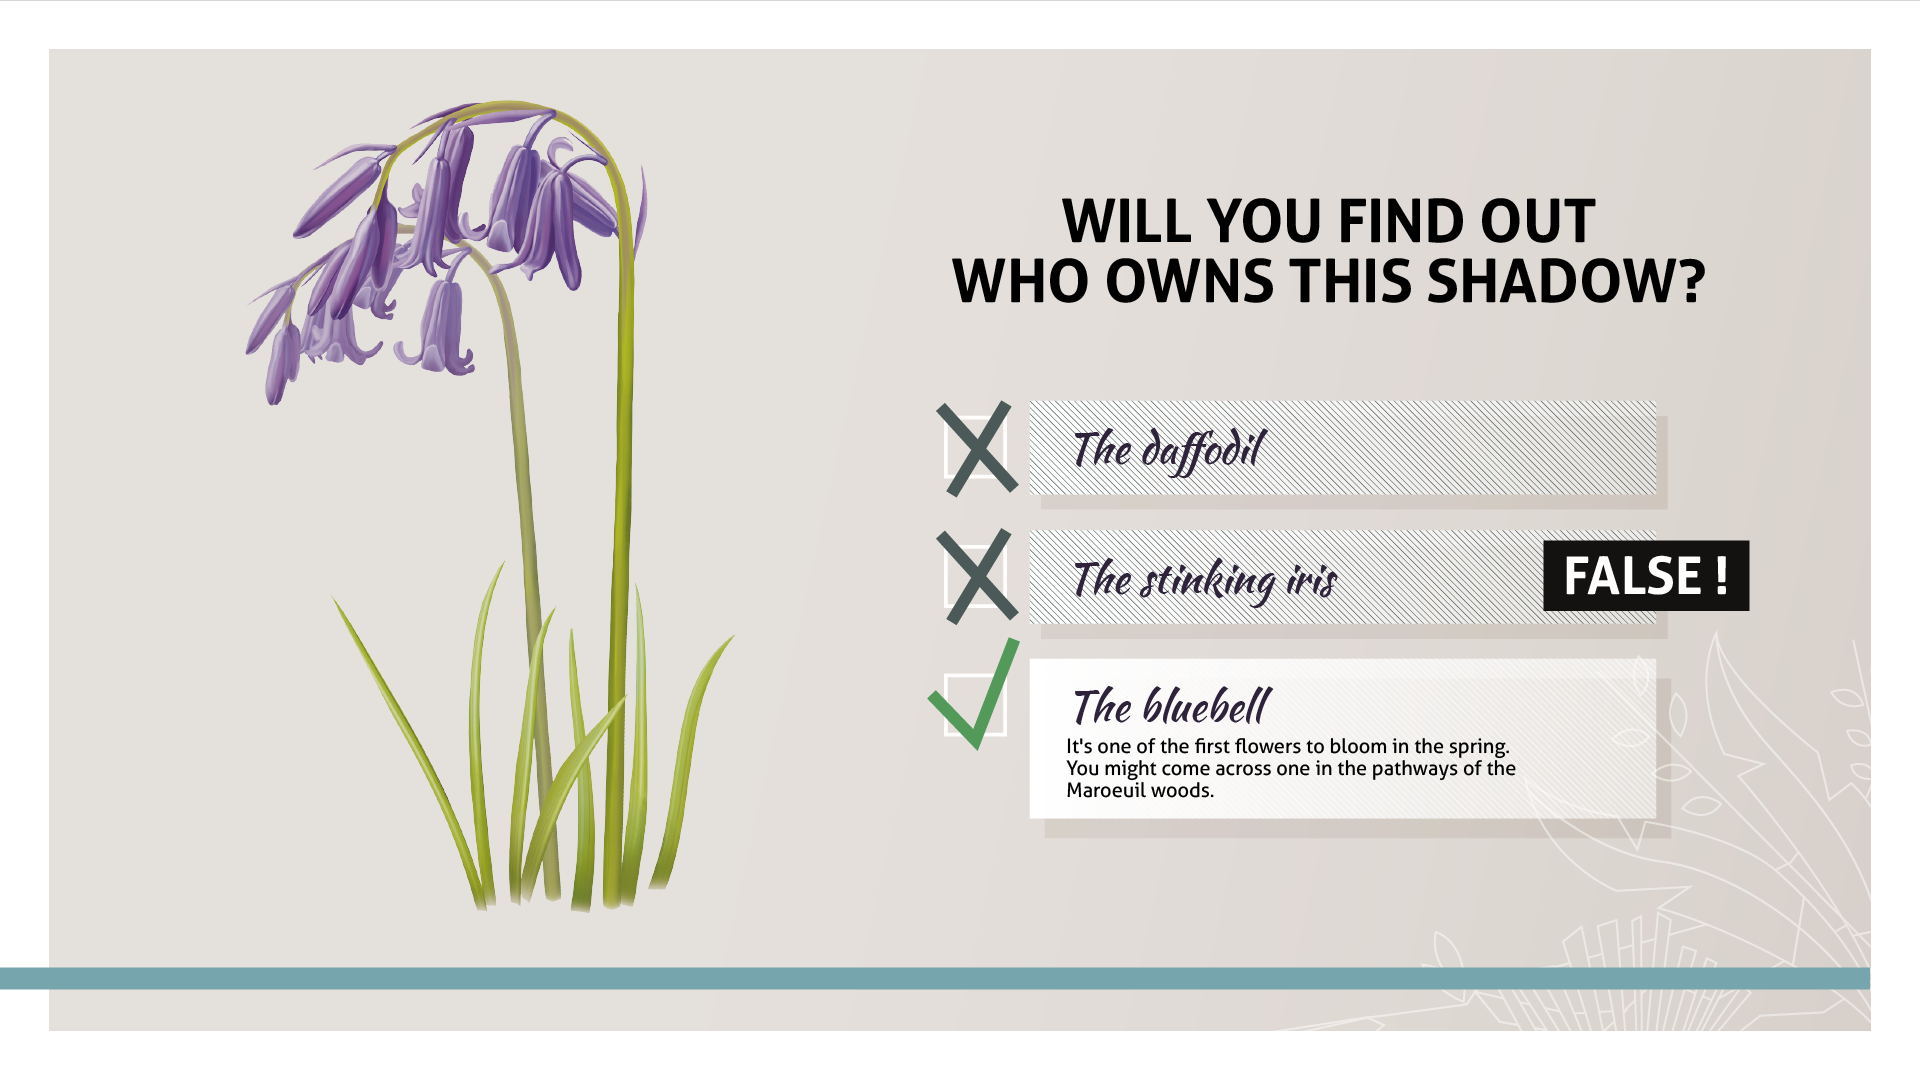 WILL YOU FIND OUT
WHO OWNS THIS SHADOW?
The daffodil
The stinking iris
FALSE !
The bluebell
It's one of the first flowers to bloom in the spring.
You might come across one in the pathways of the
Maroeuil woods.